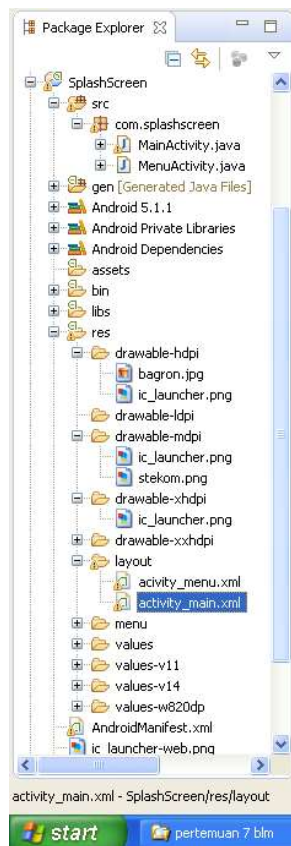 Package Explorer
SplashScreen
src
com.splashscreen
MainActivity.java
MenuActivity.java
gen [Generated Java Files]
Android 5.1.1
Android Private Libraries
Android Dependencies
assets
bin
libs
res
drawable-hdpi
bagron.jpg
ic_launcher.png
drawable-ldpi
drawable-mdpi
ic_launcher.png
stekom.png
drawable-xhdpi
ic_launcher.png
drawable-xxhdpi
layout
acivity_menu.xml
activity_main.xml
menu
values
values-v11
values-v14
values-w820dp
AndroidManifest.xml
ic_launcher-web.png
activity_main.xml - SplashScreen/res/layout
start pertemuan 7 blm